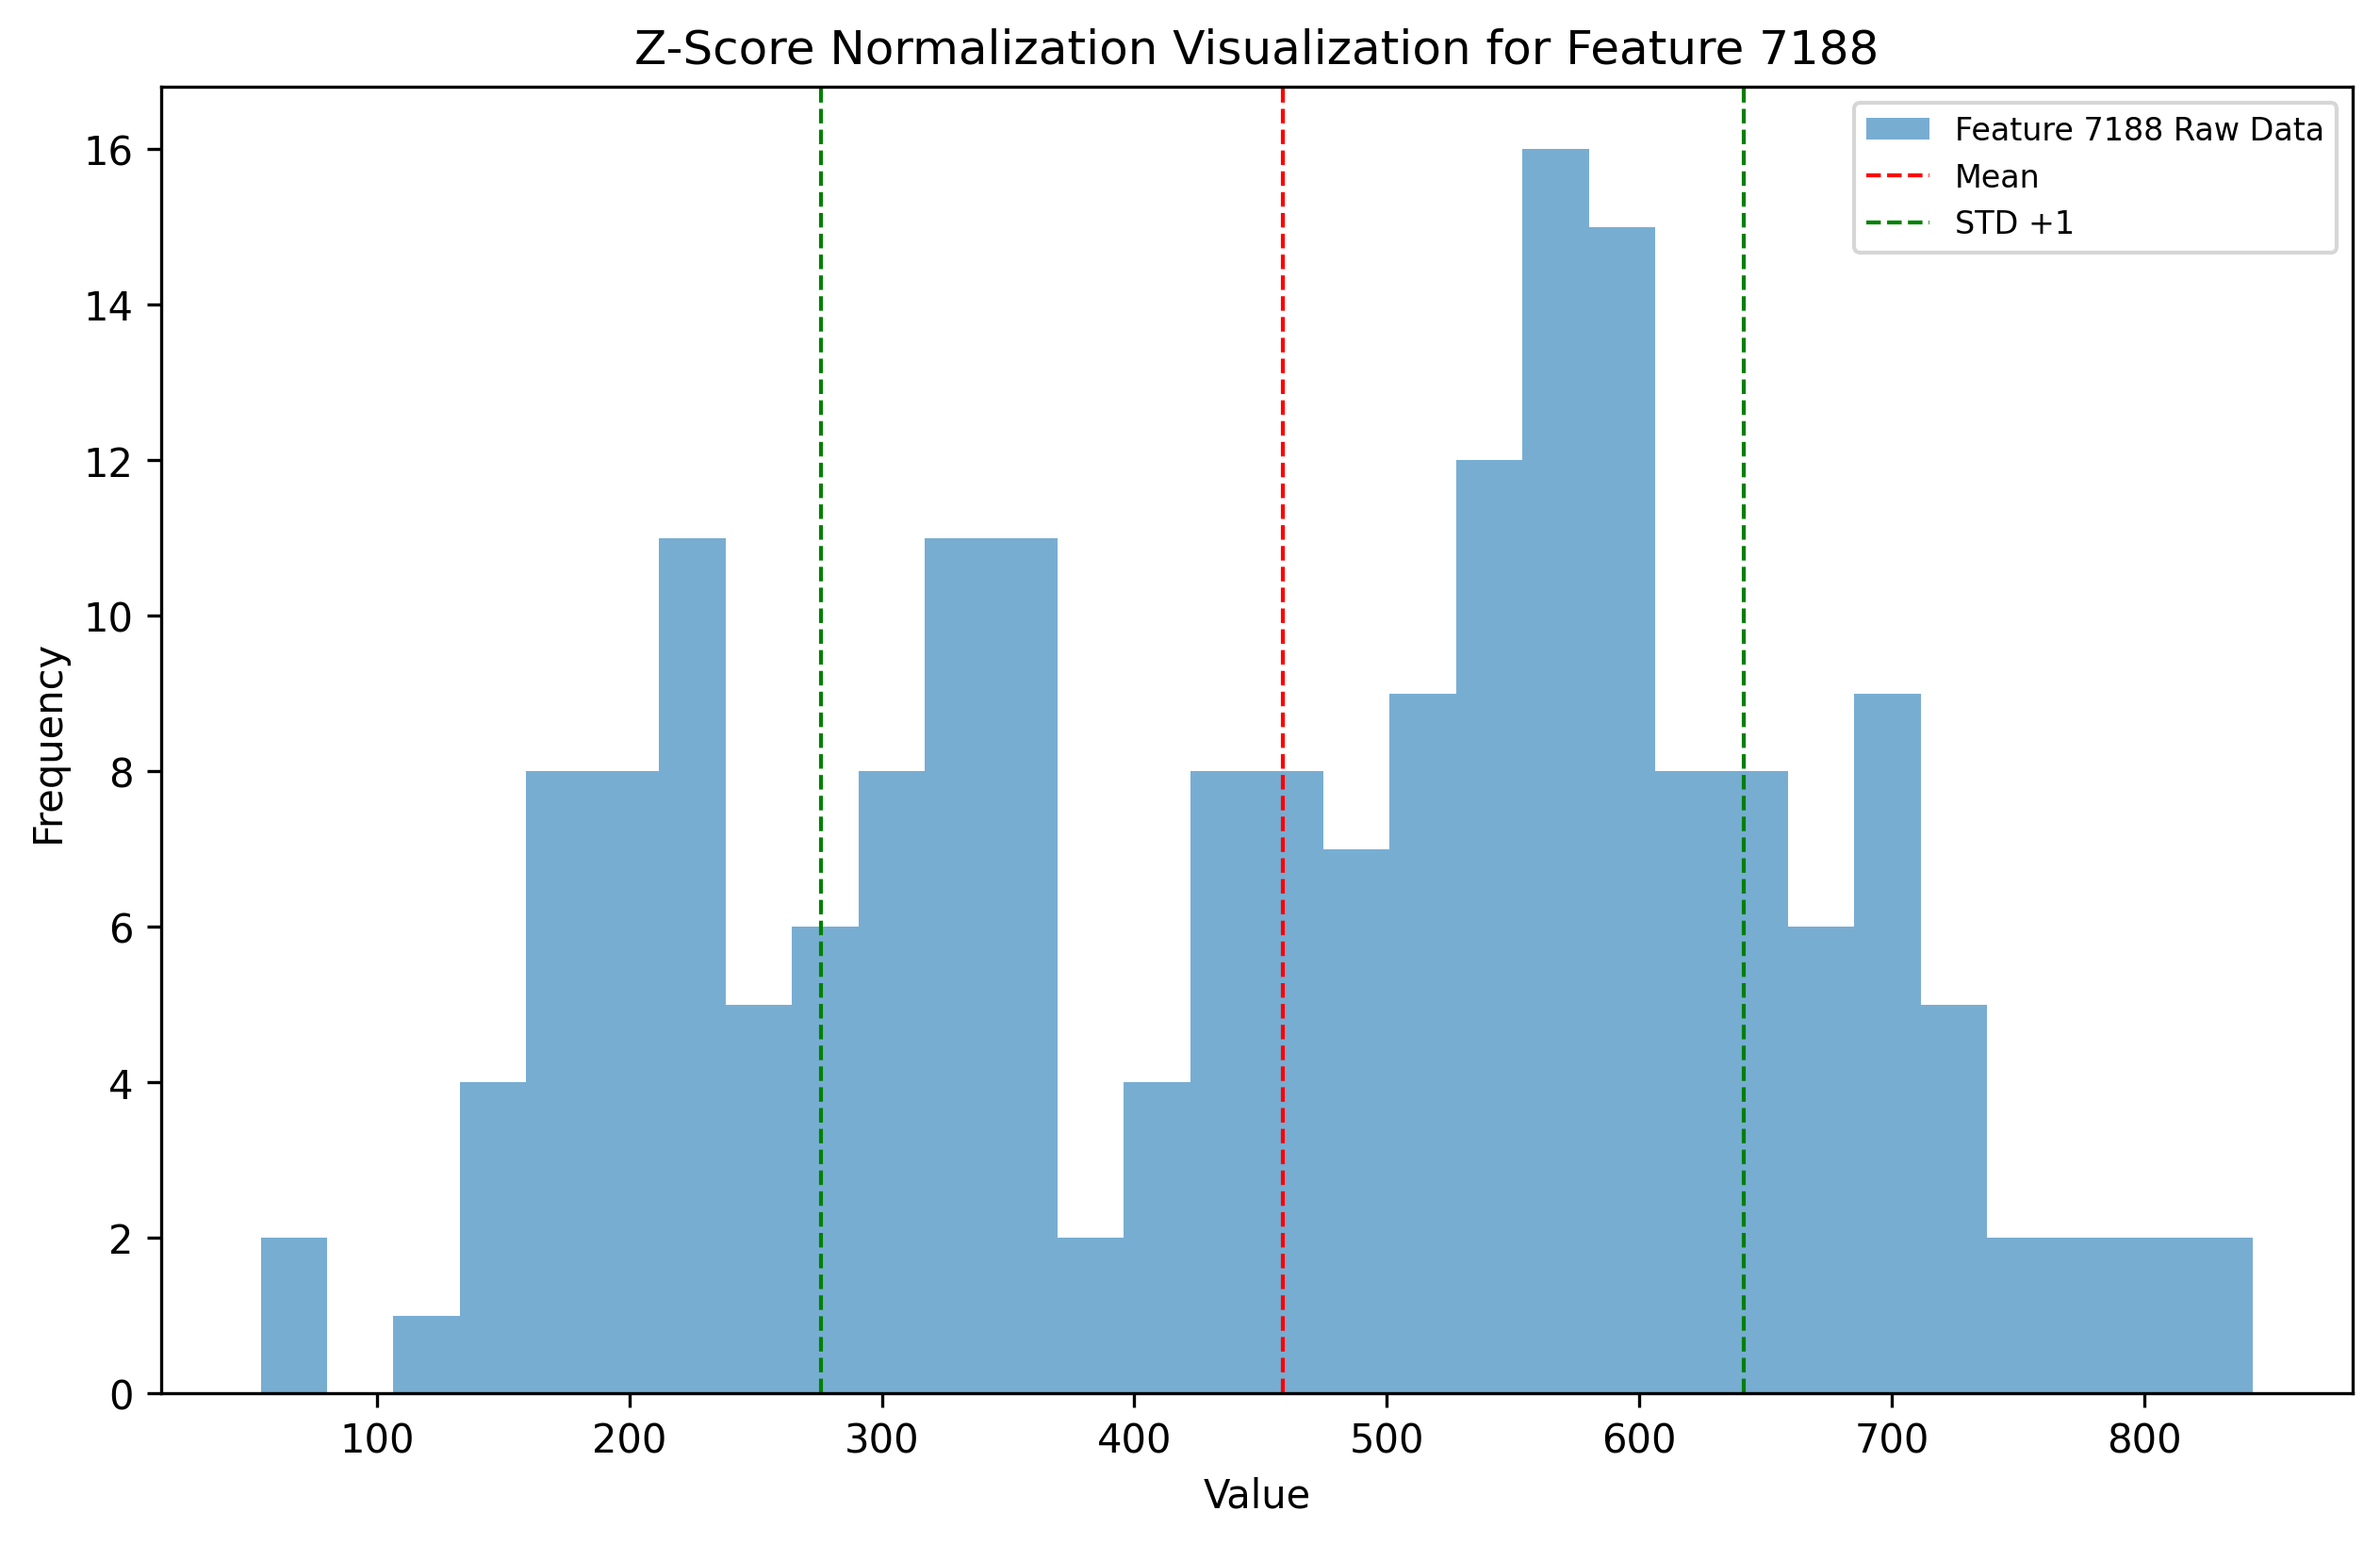 Z-Score Normalization Visualization for Feature 7188
Feature 7188 Raw Data
Mean
STD +1
16
14
12
10
8
6
4
2
0
Frequency
100 200 300 400 500 600 700 800
Value